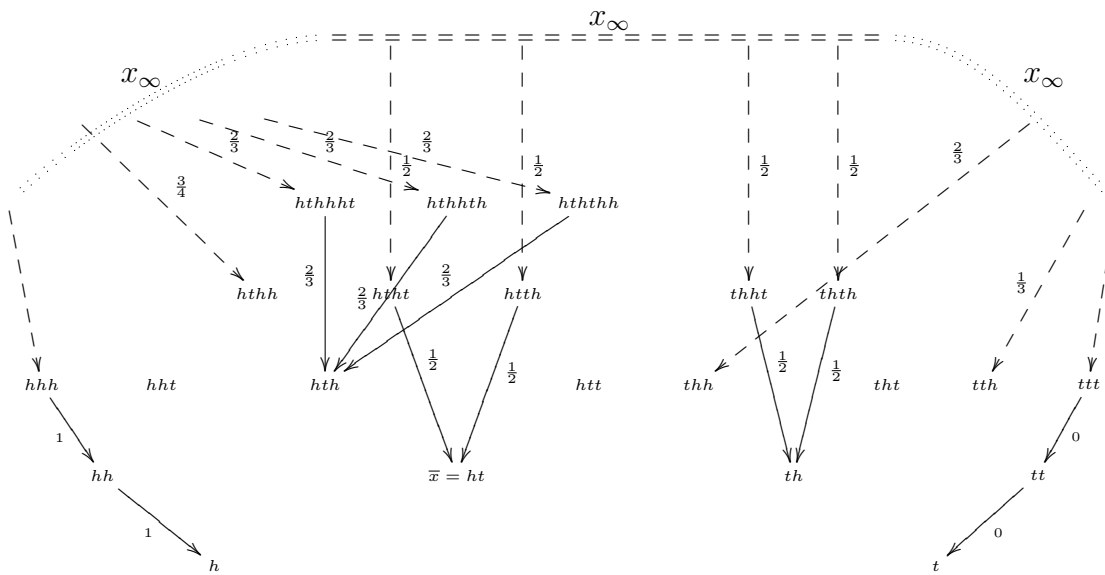 x∞
x∞ x∞
2/3 2/3 2/3 2/3
1/2 1/2 1/2 1/2
3/4
hthhht hthhth hththh
2/3 2/3 2/3 1/3
hthh htht htth thht thth
1/2 1/2 1/2 1/2
hhh hht hth htt thh tht tth ttt
1 0
hh x̅ = ht th tt
1 0
h t